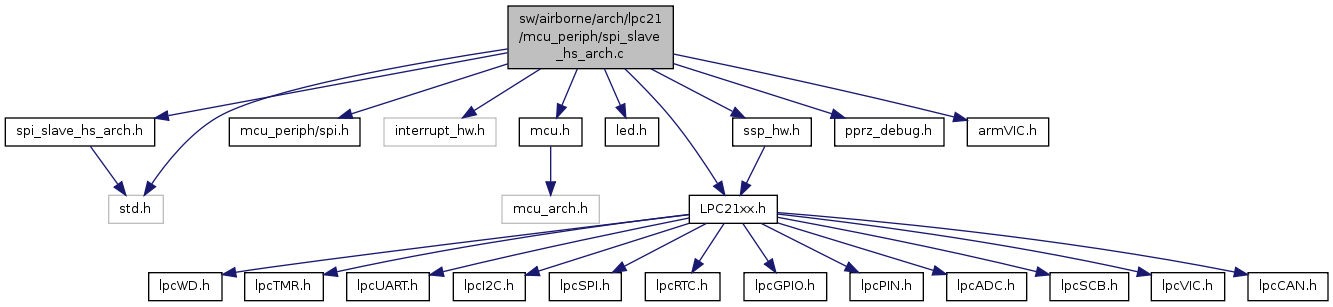 sw/airborne/arch/lpc21
/mcu_periph/spi_slave
_hs_arch.c
spi_slave_hs_arch.h
mcu_periph/spi.h
interrupt_hw.h
mcu.h
led.h
ssp_hw.h
pprz_debug.h
armVIC.h
std.h
mcu_arch.h
LPC21xx.h
lpcWD.h
lpcTMR.h
lpcUART.h
lpcI2C.h
lpcSPI.h
lpcRTC.h
lpcGPIO.h
lpcPIN.h
lpcADC.h
lpcSCB.h
lpcVIC.h
lpcCAN.h